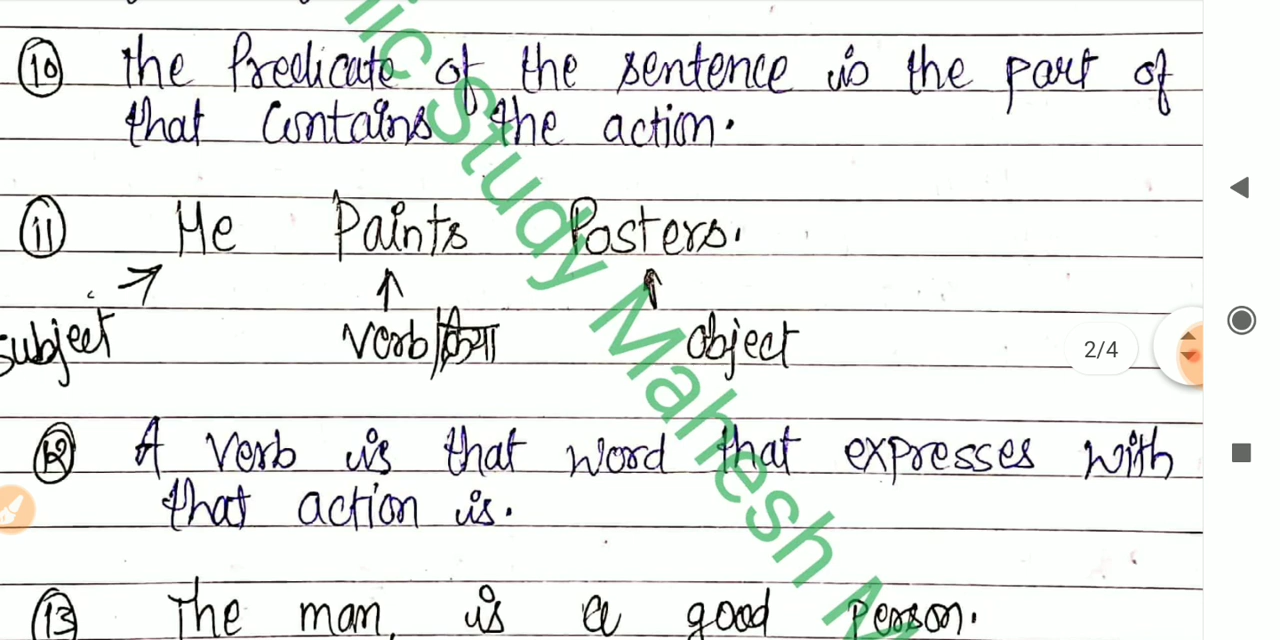 10 the Predicate of the sentence is the part of
that contains the action.
11 He Paints Posters.
subject verb/क्रिया object
12 A verb is that word that expresses with
that action is.
13 The man is a good person.
Study Mahesh
2/4